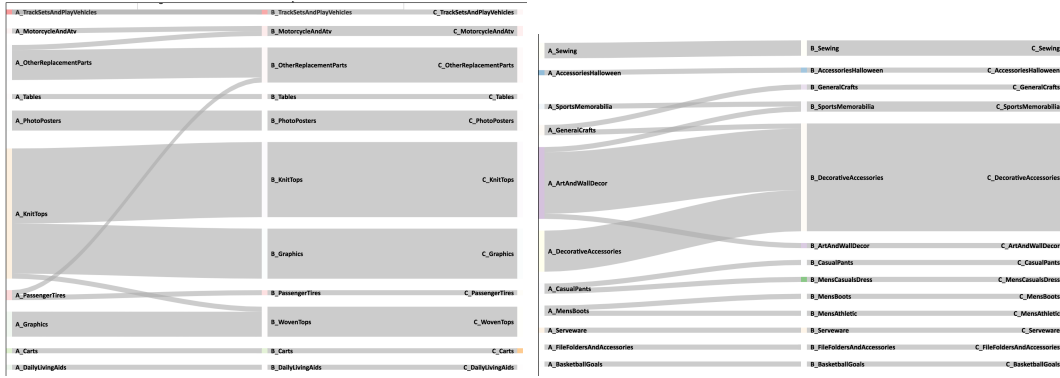 A_TrackSetsAndPlayVehicles B_TrackSetsAndPlayVehicles C_TrackSetsAndPlayVehicles
A_MotorcycleAndAtv B_MotorcycleAndAtv C_MotorcycleAndAtv
A_OtherReplacementParts B_OtherReplacementParts C_OtherReplacementParts
A_Tables B_Tables C_Tables
A_PhotoPosters B_PhotoPosters C_PhotoPosters
A_KnitTops B_KnitTops C_KnitTops
B_Graphics C_Graphics
A_PassengerTires B_PassengerTires C_PassengerTires
A_Graphics B_WovenTops C_WovenTops
A_Carts B_Carts C_Carts
A_DailyLivingAids B_DailyLivingAids C_DailyLivingAids
A_Sewing B_Sewing C_Sewing
A_AccessoriesHalloween B_AccessoriesHalloween C_AccessoriesHalloween
B_GeneralCrafts C_GeneralCrafts
A_SportsMemorabilia B_SportsMemorabilia C_SportsMemorabilia
A_GeneralCrafts
A_ArtAndWallDecor B_DecorativeAccessories C_DecorativeAccessories
A_DecorativeAccessories B_ArtAndWallDecor C_ArtAndWallDecor
B_CasualPants C_CasualPants
A_CasualPants B_MensCasualsDress C_MensCasualsDress
B_MensBoots C_MensBoots
A_MensBoots B_MensAthletic C_MensAthletic
A_Serveware B_Serveware C_Serveware
A_FileFoldersAndAccessories B_FileFoldersAndAccessories C_FileFoldersAndAccessories
A_BasketballGoals B_BasketballGoals C_BasketballGoals